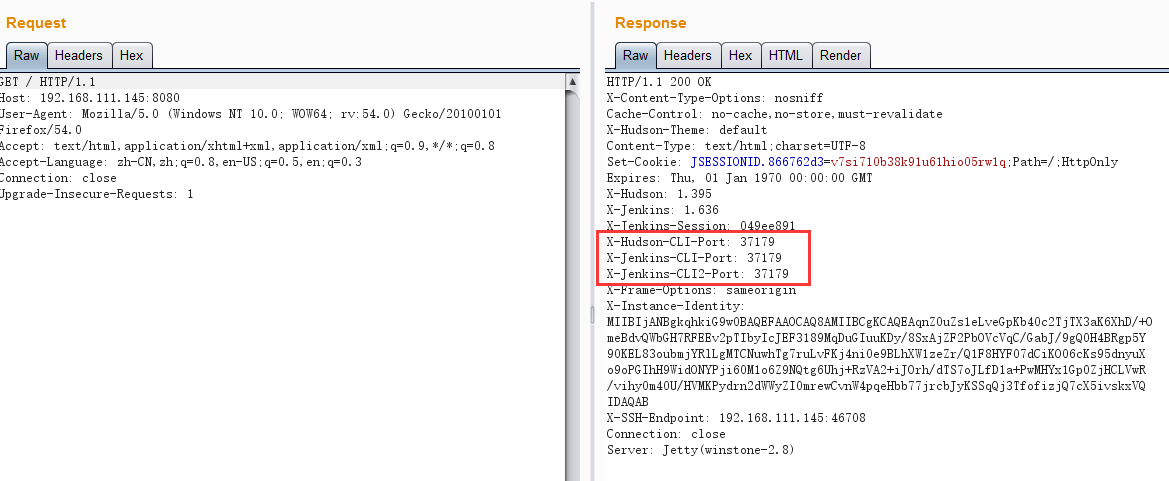 Request
Raw Headers Hex
GET / HTTP/1.1
Host: 192.168.111.145:8080
User-Agent: Mozilla/5.0 (Windows NT 10.0; WOW64; rv:54.0) Gecko/20100101
Firefox/54.0
Accept: text/html,application/xhtml+xml,application/xml;q=0.9,*/*;q=0.8
Accept-Language: zh-CN,zh;q=0.8,en-US;q=0.5,en;q=0.3
Connection: close
Upgrade-Insecure-Requests: 1
Response
Raw Headers Hex HTML Render
HTTP/1.1 200 OK
X-Content-Type-Options: nosniff
Cache-Control: no-cache,no-store,must-revalidate
X-Hudson-Theme: default
Content-Type: text/html;charset=UTF-8
Set-Cookie: JSESSIONID.866762d3=v7si710b38k91u61hio05rw1q;Path=/;HttpOnly
Expires: Thu, 01 Jan 1970 00:00:00 GMT
X-Hudson: 1.395
X-Jenkins: 1.636
X-Jenkins-Session: 049ee891
X-Hudson-CLI-Port: 37179
X-Jenkins-CLI-Port: 37179
X-Jenkins-CLI2-Port: 37179
X-Frame-Options: sameorigin
X-Instance-Identity:
MIIBIjANBgkqhkiG9w0BAQEFAAOCAQ8AMIIBCgKCAQEAqnZ0uZs1eLveGpKb40c2TjTX3aK6XhD/+O
meBdvQWbGH7RFEEv2pTIbyIcJEF3189MqDuGIuuKDy/8SxAjZF2PbOVcVqC/GabJ/9gQ0H4BRgp5Y
90KEL83oubmjYRlLgMTCNuwhTg7ruLvFKj4ni0e9BLhXW1zeZr/Q1F8HYF07dCiKO06cKs95dnyuX
o9oPGIhH9WidONYPji60M1o6Z9NQtg6Uhj+RzVA2+iJOrh/dTS7oJLfD1a+PwMHYx1Gp0ZjHCLVwR
/vihy0m40U/HVMKPydrn2dWWyZI0mrewCvnW4pqeHbb77jrcbJyKSSqQj3TfofizjQ7cX5ivskxVQ
IDAQAB
X-SSH-Endpoint: 192.168.111.145:46708
Connection: close
Server: Jetty(winstone-2.8)